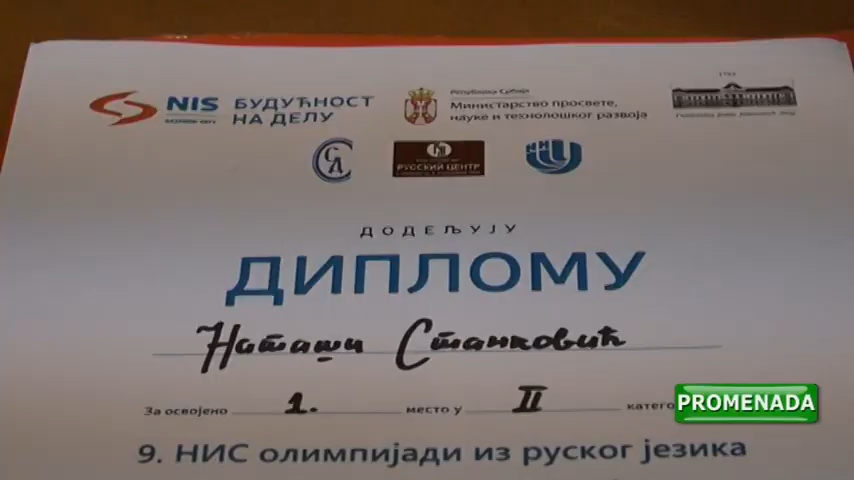 NIS БУДУЋНОСТ НА ДЕЛУ
Република Србија
Министарство просвете,
науке и технолошког развоја
РУССКИЙ ЦЕНТР
ДОДЕЉУЈУ
ДИПЛОМУ
Наташи Станковић
За освојено 1. место у II катего
PROMENADA
9. НИС олимпијади из руског језика